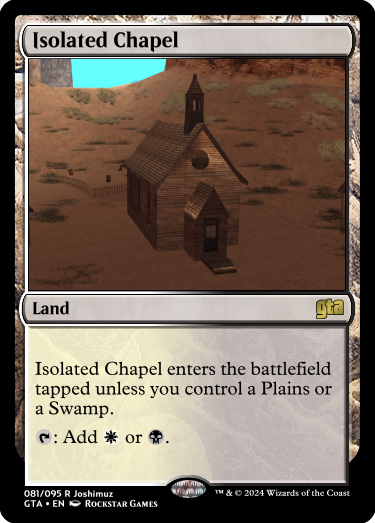 Isolated Chapel
Land
gta
Isolated Chapel enters the battlefield
tapped unless you control a Plains or
a Swamp.
: Add or .
081/095 R Joshimuz
GTA • EN ROCKSTAR GAMES
™ & © 2024 Wizards of the Coast